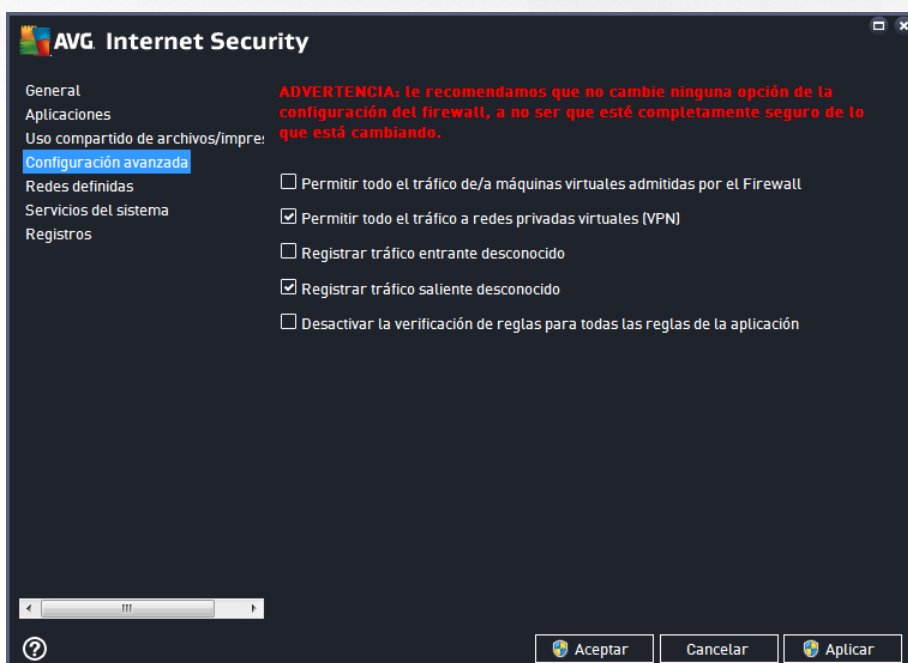 AVG Internet Security
General
Aplicaciones
Uso compartido de archivos/impre
Configuración avanzada
Redes definidas
Servicios del sistema
Registros
ADVERTENCIA: le recomendamos que no cambie ninguna opción de la
configuración del firewall, a no ser que esté completamente seguro de lo
que está cambiando.
Permitir todo el tráfico de/a máquinas virtuales admitidas por el Firewall
Permitir todo el tráfico a redes privadas virtuales (VPN)
Registrar tráfico entrante desconocido
Registrar tráfico saliente desconocido
Desactivar la verificación de reglas para todas las reglas de la aplicación
Aceptar
Cancelar
Aplicar